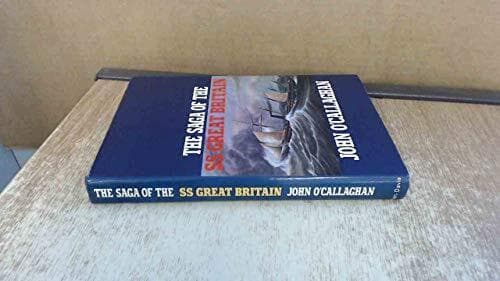 THE SAGA OF THE
SS GREAT BRITAIN
JOHN O'CALLAGHAN
THE SAGA OF THE SS GREAT BRITAIN JOHN O'CALLAGHAN